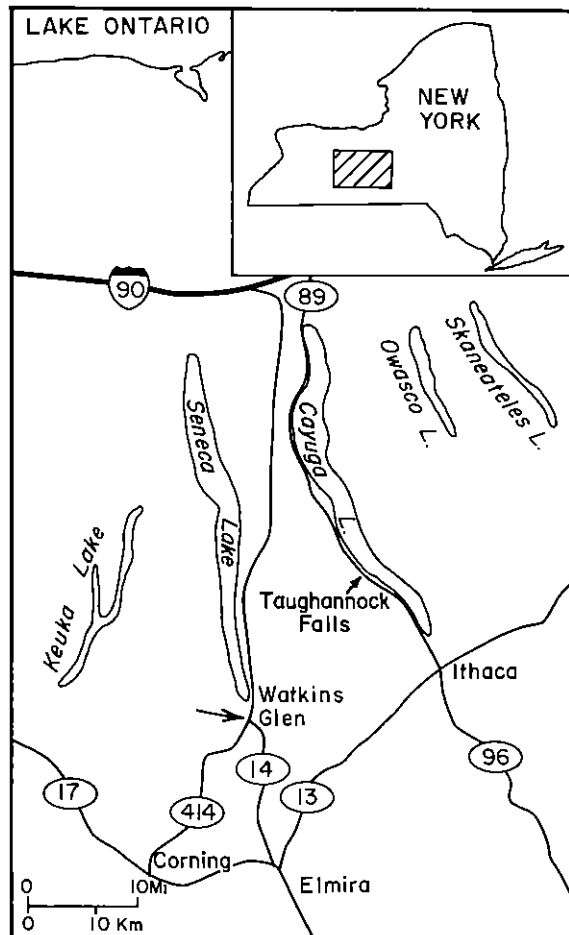 LAKE ONTARIO
NEW
YORK
90
89
Skaneateles L.
Owasco L.
Cayuga L.
Seneca Lake
Keuka Lake
Taughannock
Falls
Ithaca
Watkins
Glen
14
13
96
17
414
Corning
Elmira
0 10Mi
0 10 Km